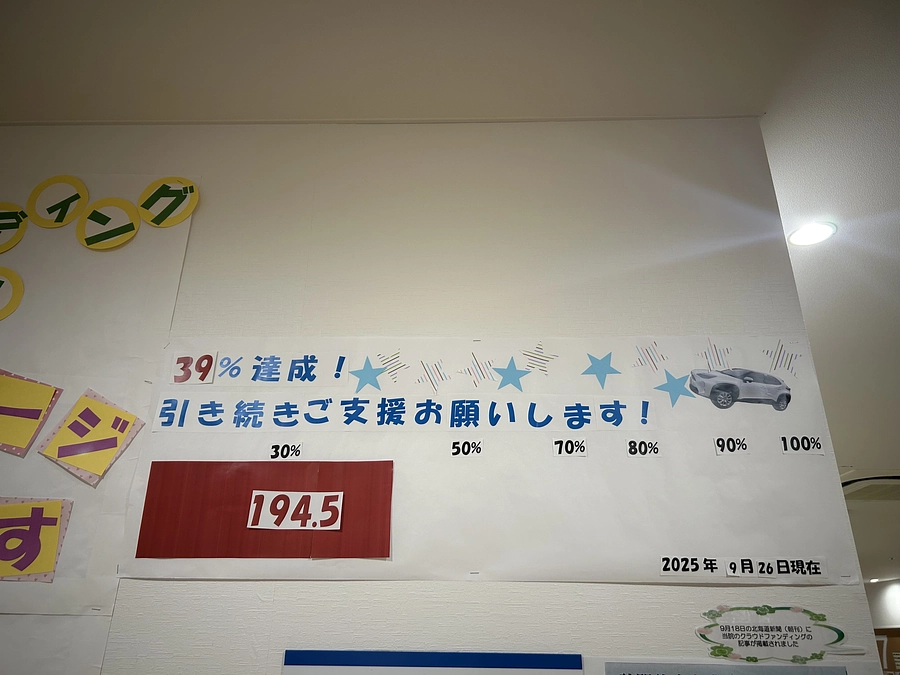 ディング
ージ
す
39%達成!
引き続きご支援お願いします!
30% 50% 70% 80% 90% 100%
194.5
2025年 9月26日現在
9月18日の北海道新聞(朝刊)に
当院のクラウドファンディングの
記事が掲載されました